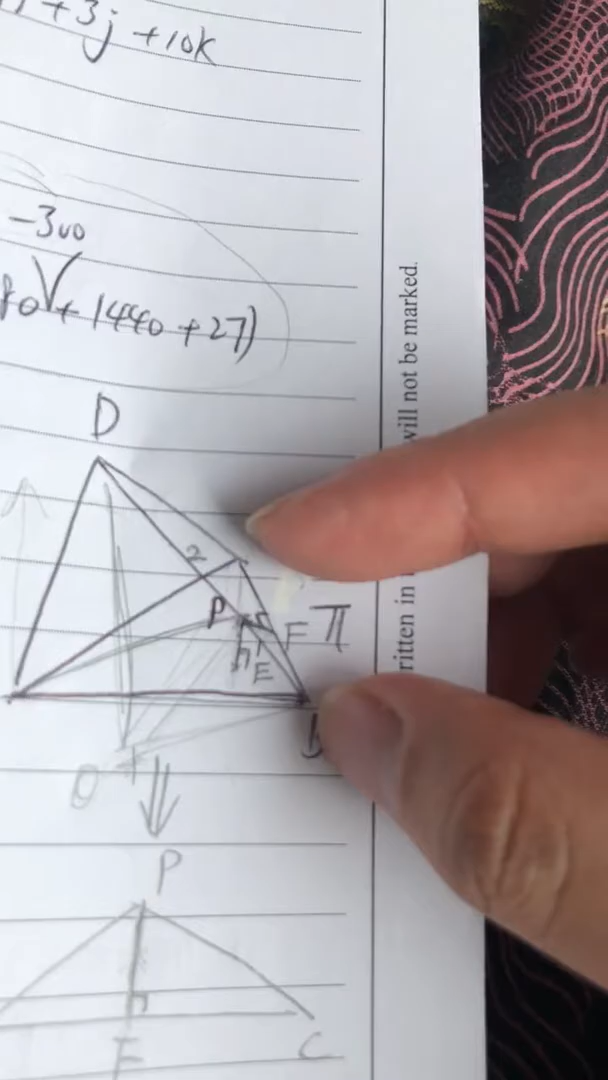 +3j +10k
-300
+ 1440 + 27)
D
2
P
F π
h
E
O
P
F
C
will not be marked.
ritten in